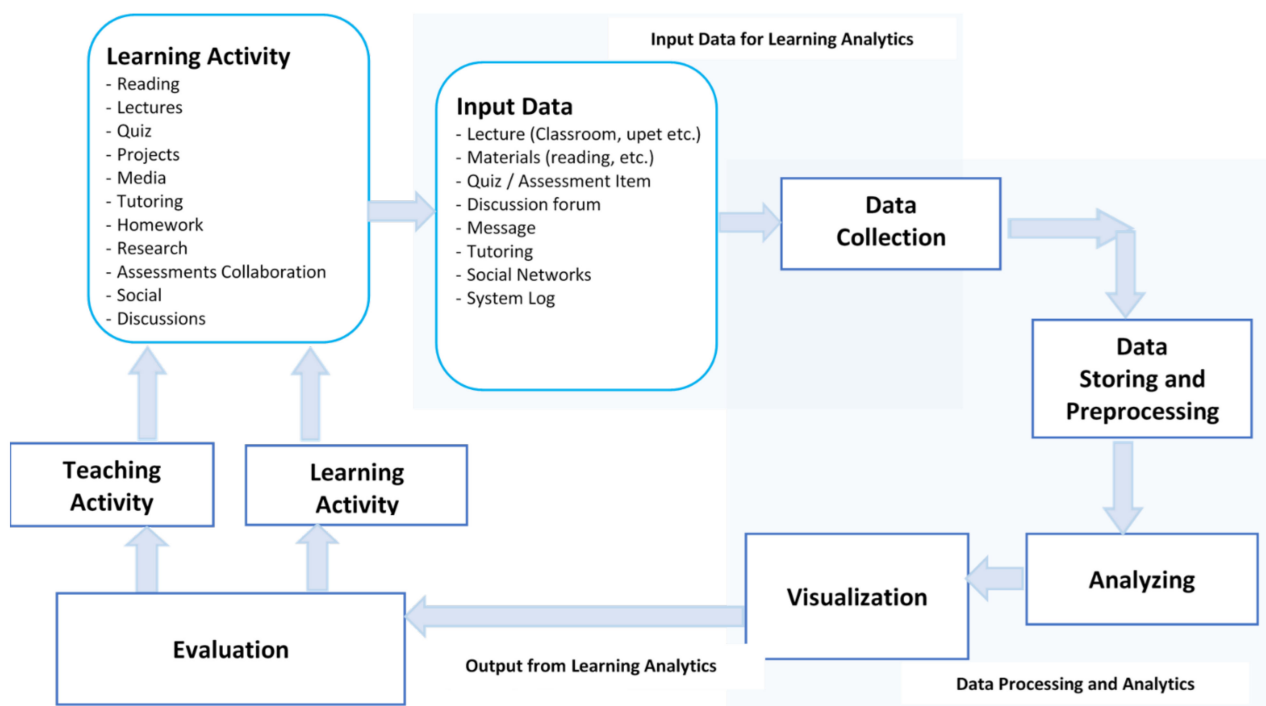 Input Data for Learning Analytics
Learning Activity
- Reading
- Lectures
- Quiz
- Projects
- Media
- Tutoring
- Homework
- Research
- Assessments Collaboration
- Social
- Discussions
Input Data
- Lecture (Classroom, upet etc.)
- Materials (reading, etc.)
- Quiz / Assessment Item
- Discussion forum
- Message
- Tutoring
- Social Networks
- System Log
Data
Collection
Data
Storing and
Preprocessing
Analyzing
Visualization
Teaching
Activity
Learning
Activity
Evaluation
Output from Learning Analytics
Data Processing and Analytics